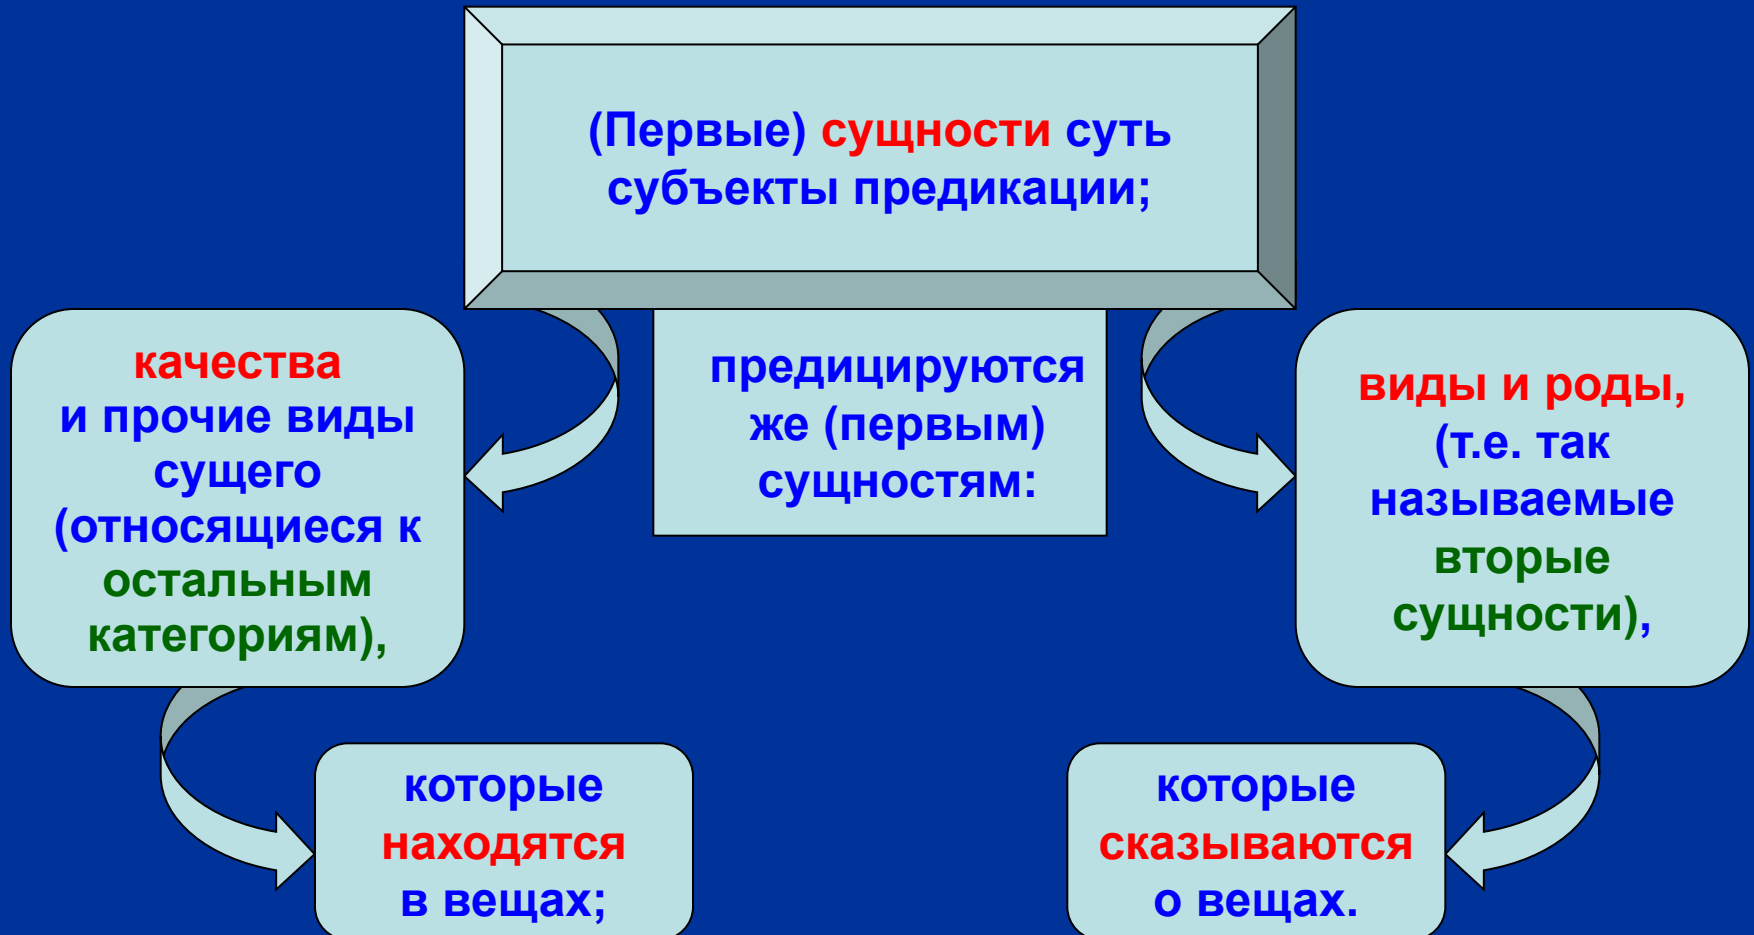 (Первые) сущности суть
субъекты предикации;
предицируются
же (первым)
сущностям:
качества
и прочие виды
сущего
(относящиеся к
остальным
категориям),
которые
находятся
в вещах;
виды и роды,
(т.е. так
называемые
вторые
сущности),
которые
сказываются
о вещах.